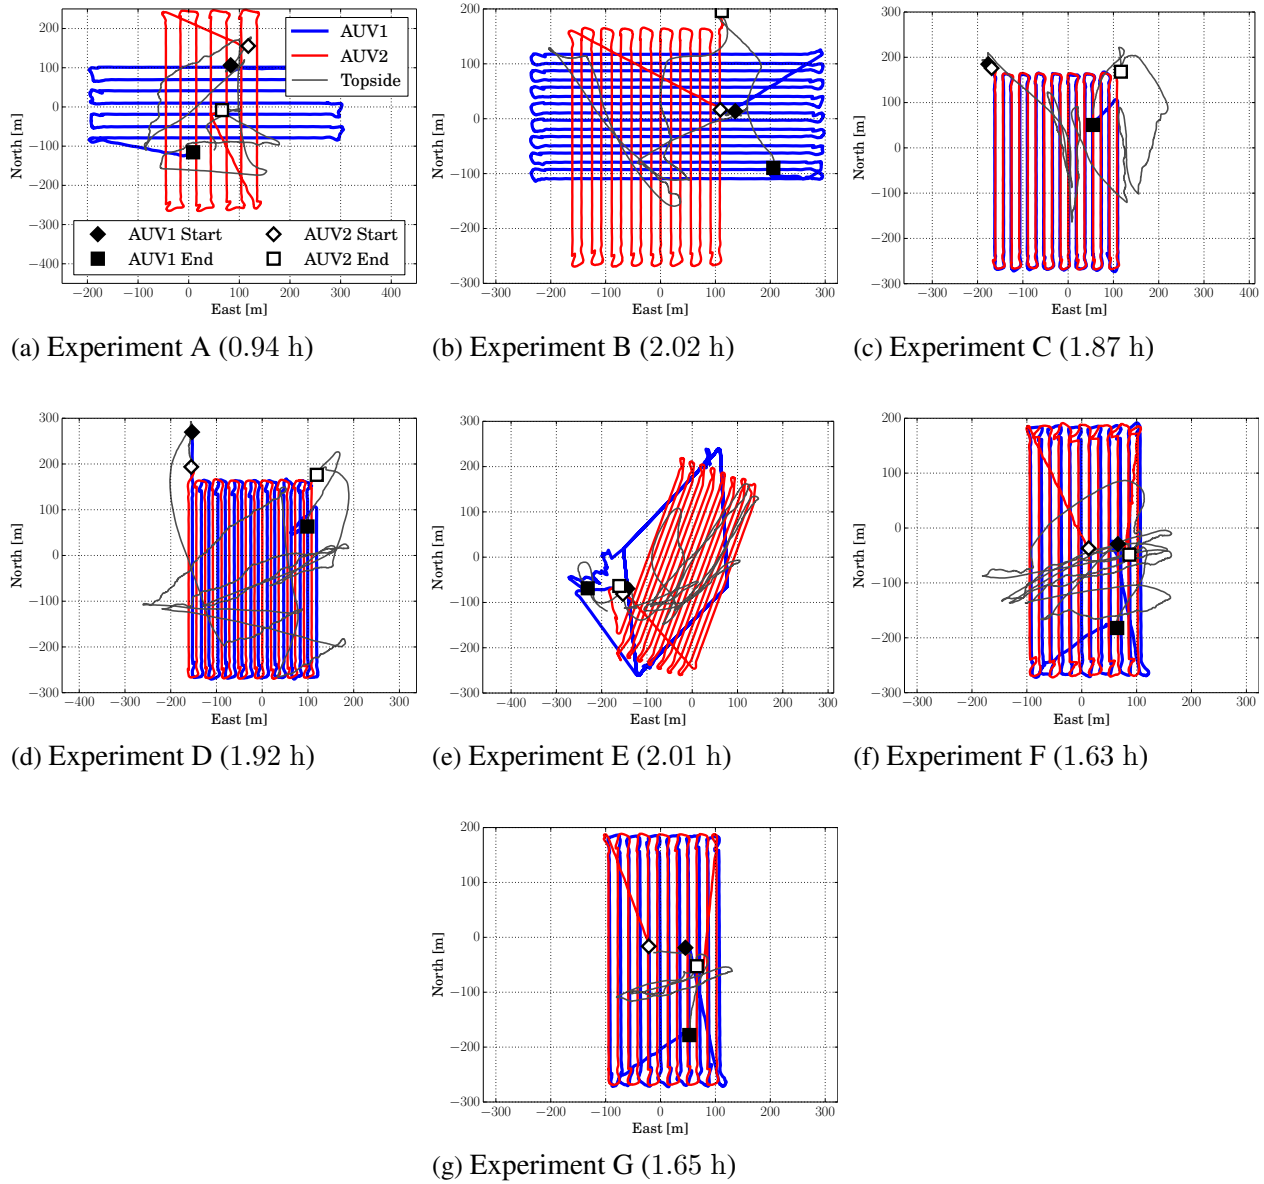 AUV1
AUV2
Topside
AUV1 Start
AUV2 Start
AUV1 End
AUV2 End
200
100
0
−100
−200
−300
−400
North [m]
−200 −100 0 100 200 300 400
East [m]
(a) Experiment A (0.94 h)
200
100
0
−100
−200
−300
North [m]
−300 −200 −100 0 100 200 300
East [m]
(b) Experiment B (2.02 h)
300
200
100
0
−100
−200
−300
North [m]
−300 −200 −100 0 100 200 300 400
East [m]
(c) Experiment C (1.87 h)
300
200
100
0
−100
−200
−300
North [m]
−400 −300 −200 −100 0 100 200 300
East [m]
(d) Experiment D (1.92 h)
300
200
100
0
−100
−200
−300
North [m]
−500 −400 −300 −200 −100 0 100 200 300
East [m]
(e) Experiment E (2.01 h)
200
100
0
−100
−200
−300
North [m]
−300 −200 −100 0 100 200 300
East [m]
(f) Experiment F (1.63 h)
200
100
0
−100
−200
−300
North [m]
−300 −200 −100 0 100 200 300
East [m]
(g) Experiment G (1.65 h)